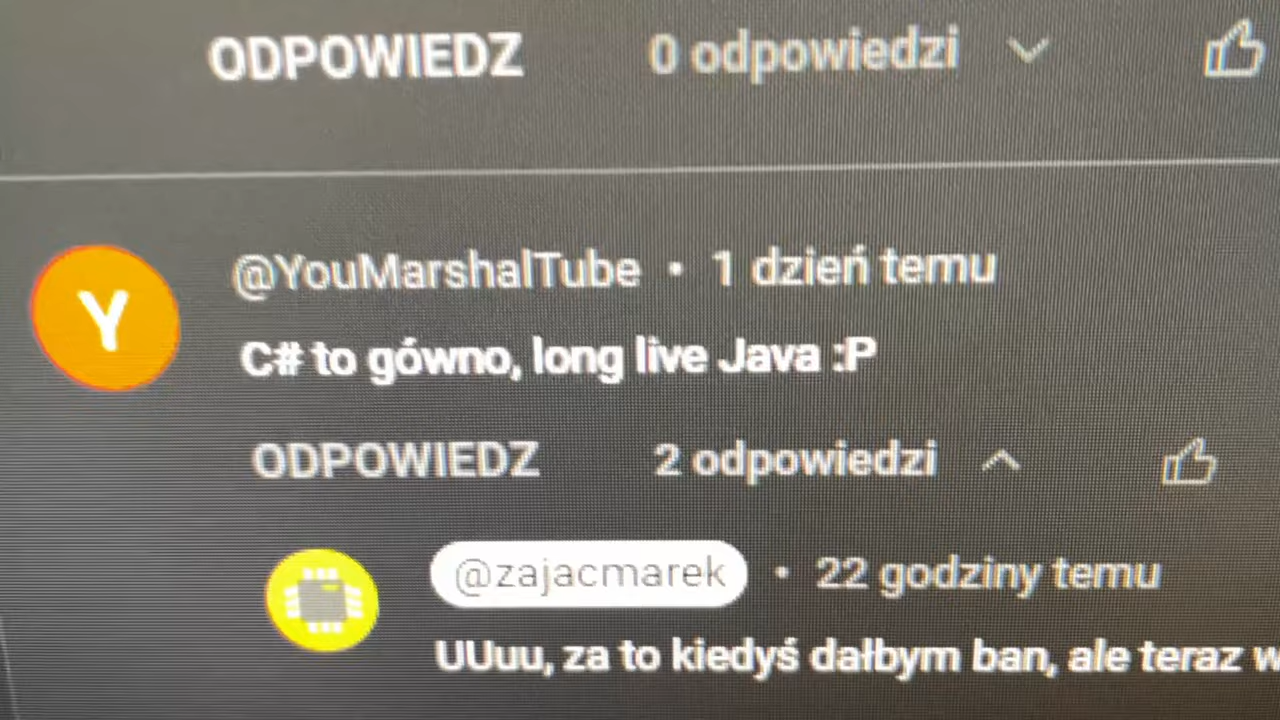 ODPOWIEDZ 0 odpowiedzi
Y
@YouMarshalTube • 1 dzień temu
C# to gówno, long live Java :P
ODPOWIEDZ 2 odpowiedzi
@zajacmarek • 22 godziny temu
UUuu, za to kiedyś dałbym ban, ale teraz w